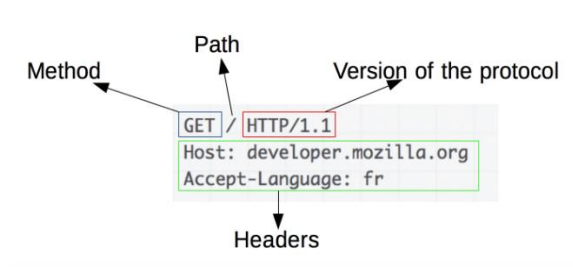 Path
Method
Version of the protocol
GET / HTTP/1.1
Host: developer.mozilla.org
Accept-Language: fr
Headers